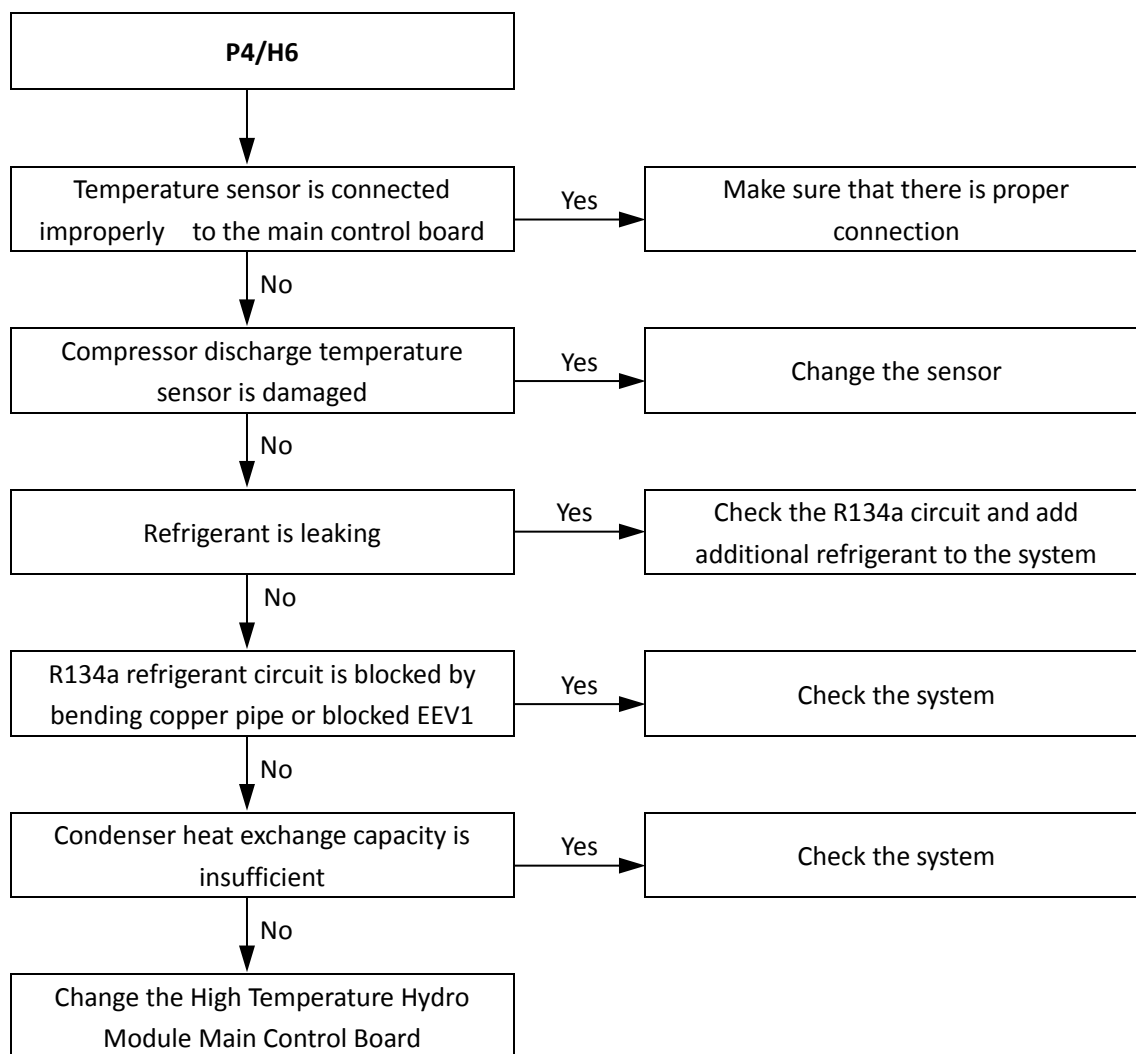 P4/H6
Temperature sensor is connected
improperly to the main control board
Yes
Make sure that there is proper
connection
No
Compressor discharge temperature
sensor is damaged
Yes
Change the sensor
No
Refrigerant is leaking
Yes
Check the R134a circuit and add
additional refrigerant to the system
No
R134a refrigerant circuit is blocked by
bending copper pipe or blocked EEV1
Yes
Check the system
No
Condenser heat exchange capacity is
insufficient
Yes
Check the system
No
Change the High Temperature Hydro
Module Main Control Board